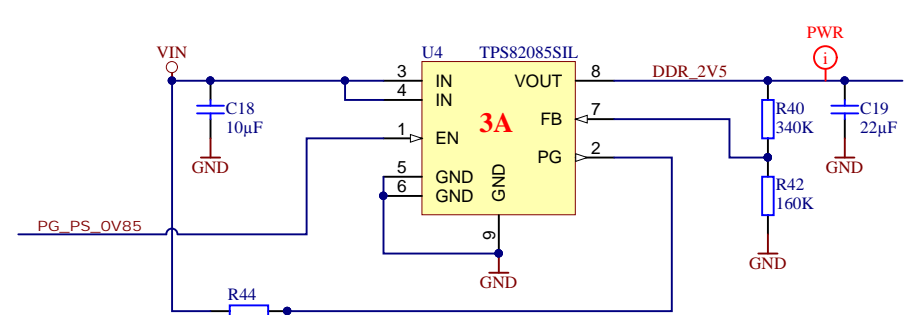 PWR
VIN
U4 TPS82085SIL
3 IN VOUT 8 DDR_2V5
4 IN
C18
10µF
R40
340K
C19
22µF
FB 7
3A
1 EN
PG 2
GND
GND
5 GND
6 GND
GND
R42
160K
PG_PS_0V85
9
GND
GND
R44